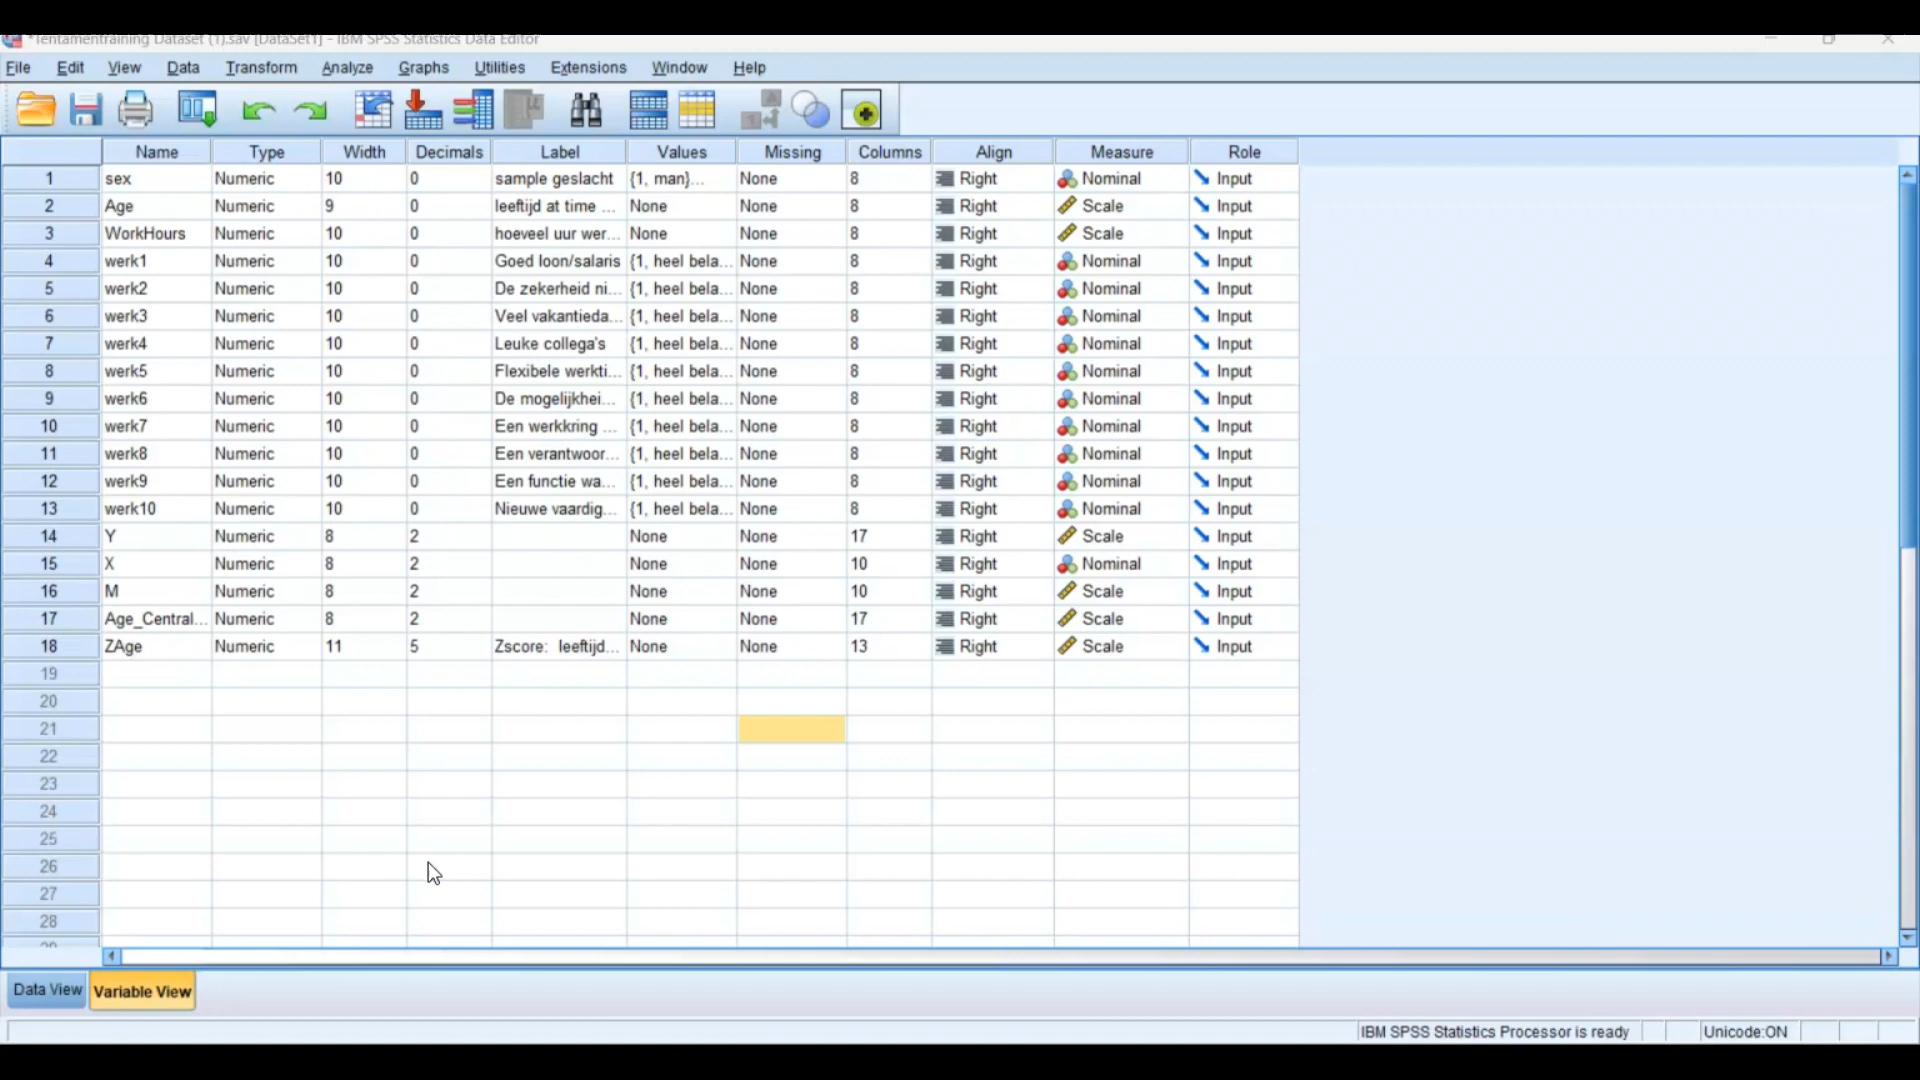 *Tentamentraining Dataset (1).sav [DataSet1] - IBM SPSS Statistics Data Editor
File Edit View Data Transform Analyze Graphs Utilities Extensions Window Help
Name Type Width Decimals Label Values Missing Columns Align Measure Role
1 sex Numeric 10 0 sample geslacht {1, man}... None 8 Right Nominal Input
2 Age Numeric 9 0 leeftijd at time ... None None 8 Right Scale Input
3 WorkHours Numeric 10 0 hoeveel uur wer... None None 8 Right Scale Input
4 werk1 Numeric 10 0 Goed loon/salaris {1, heel bela... None 8 Right Nominal Input
5 werk2 Numeric 10 0 De zekerheid ni... {1, heel bela... None 8 Right Nominal Input
6 werk3 Numeric 10 0 Veel vakantieda... {1, heel bela... None 8 Right Nominal Input
7 werk4 Numeric 10 0 Leuke collega's {1, heel bela... None 8 Right Nominal Input
8 werk5 Numeric 10 0 Flexibele werkti... {1, heel bela... None 8 Right Nominal Input
9 werk6 Numeric 10 0 De mogelijkhei... {1, heel bela... None 8 Right Nominal Input
10 werk7 Numeric 10 0 Een werkkring ... {1, heel bela... None 8 Right Nominal Input
11 werk8 Numeric 10 0 Een verantwoor... {1, heel bela... None 8 Right Nominal Input
12 werk9 Numeric 10 0 Een functie wa... {1, heel bela... None 8 Right Nominal Input
13 werk10 Numeric 10 0 Nieuwe vaardig... {1, heel bela... None 8 Right Nominal Input
14 Y Numeric 8 2 None None 17 Right Scale Input
15 X Numeric 8 2 None None 10 Right Nominal Input
16 M Numeric 8 2 None None 10 Right Scale Input
17 Age_Central... Numeric 8 2 None None 17 Right Scale Input
18 ZAge Numeric 11 5 Zscore: leeftijd... None None 13 Right Scale Input
19
20
21
22
23
24
25
26
27
28
29
Data View Variable View
IBM SPSS Statistics Processor is ready Unicode:ON